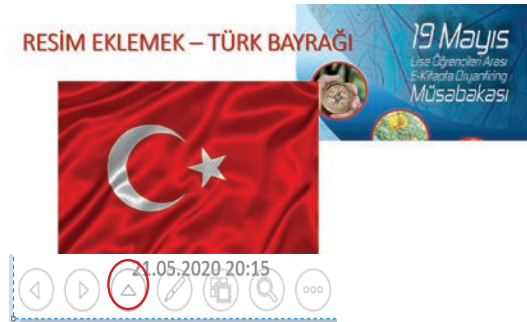 RESİM EKLEMEK – TÜRK BAYRAĞI
19 Mayıs
Lise Öğrencileri Arası
E-Kitapta Oryantiring
Müsabakası
21.05.2020 20:15